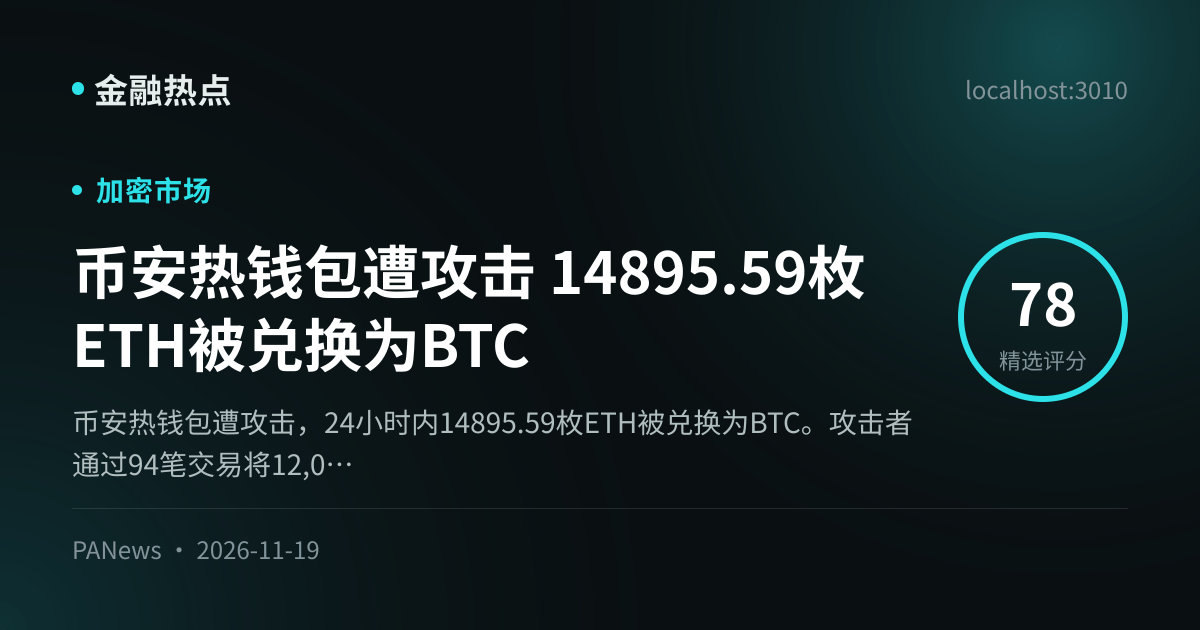 金融热点
localhost:3010
加密市场
币安热钱包遭攻击 14895.59枚
ETH被兑换为BTC
78
精选评分
币安热钱包遭攻击，24小时内14895.59枚ETH被兑换为BTC。攻击者
通过94笔交易将12,0…
PANews • 2026-11-19